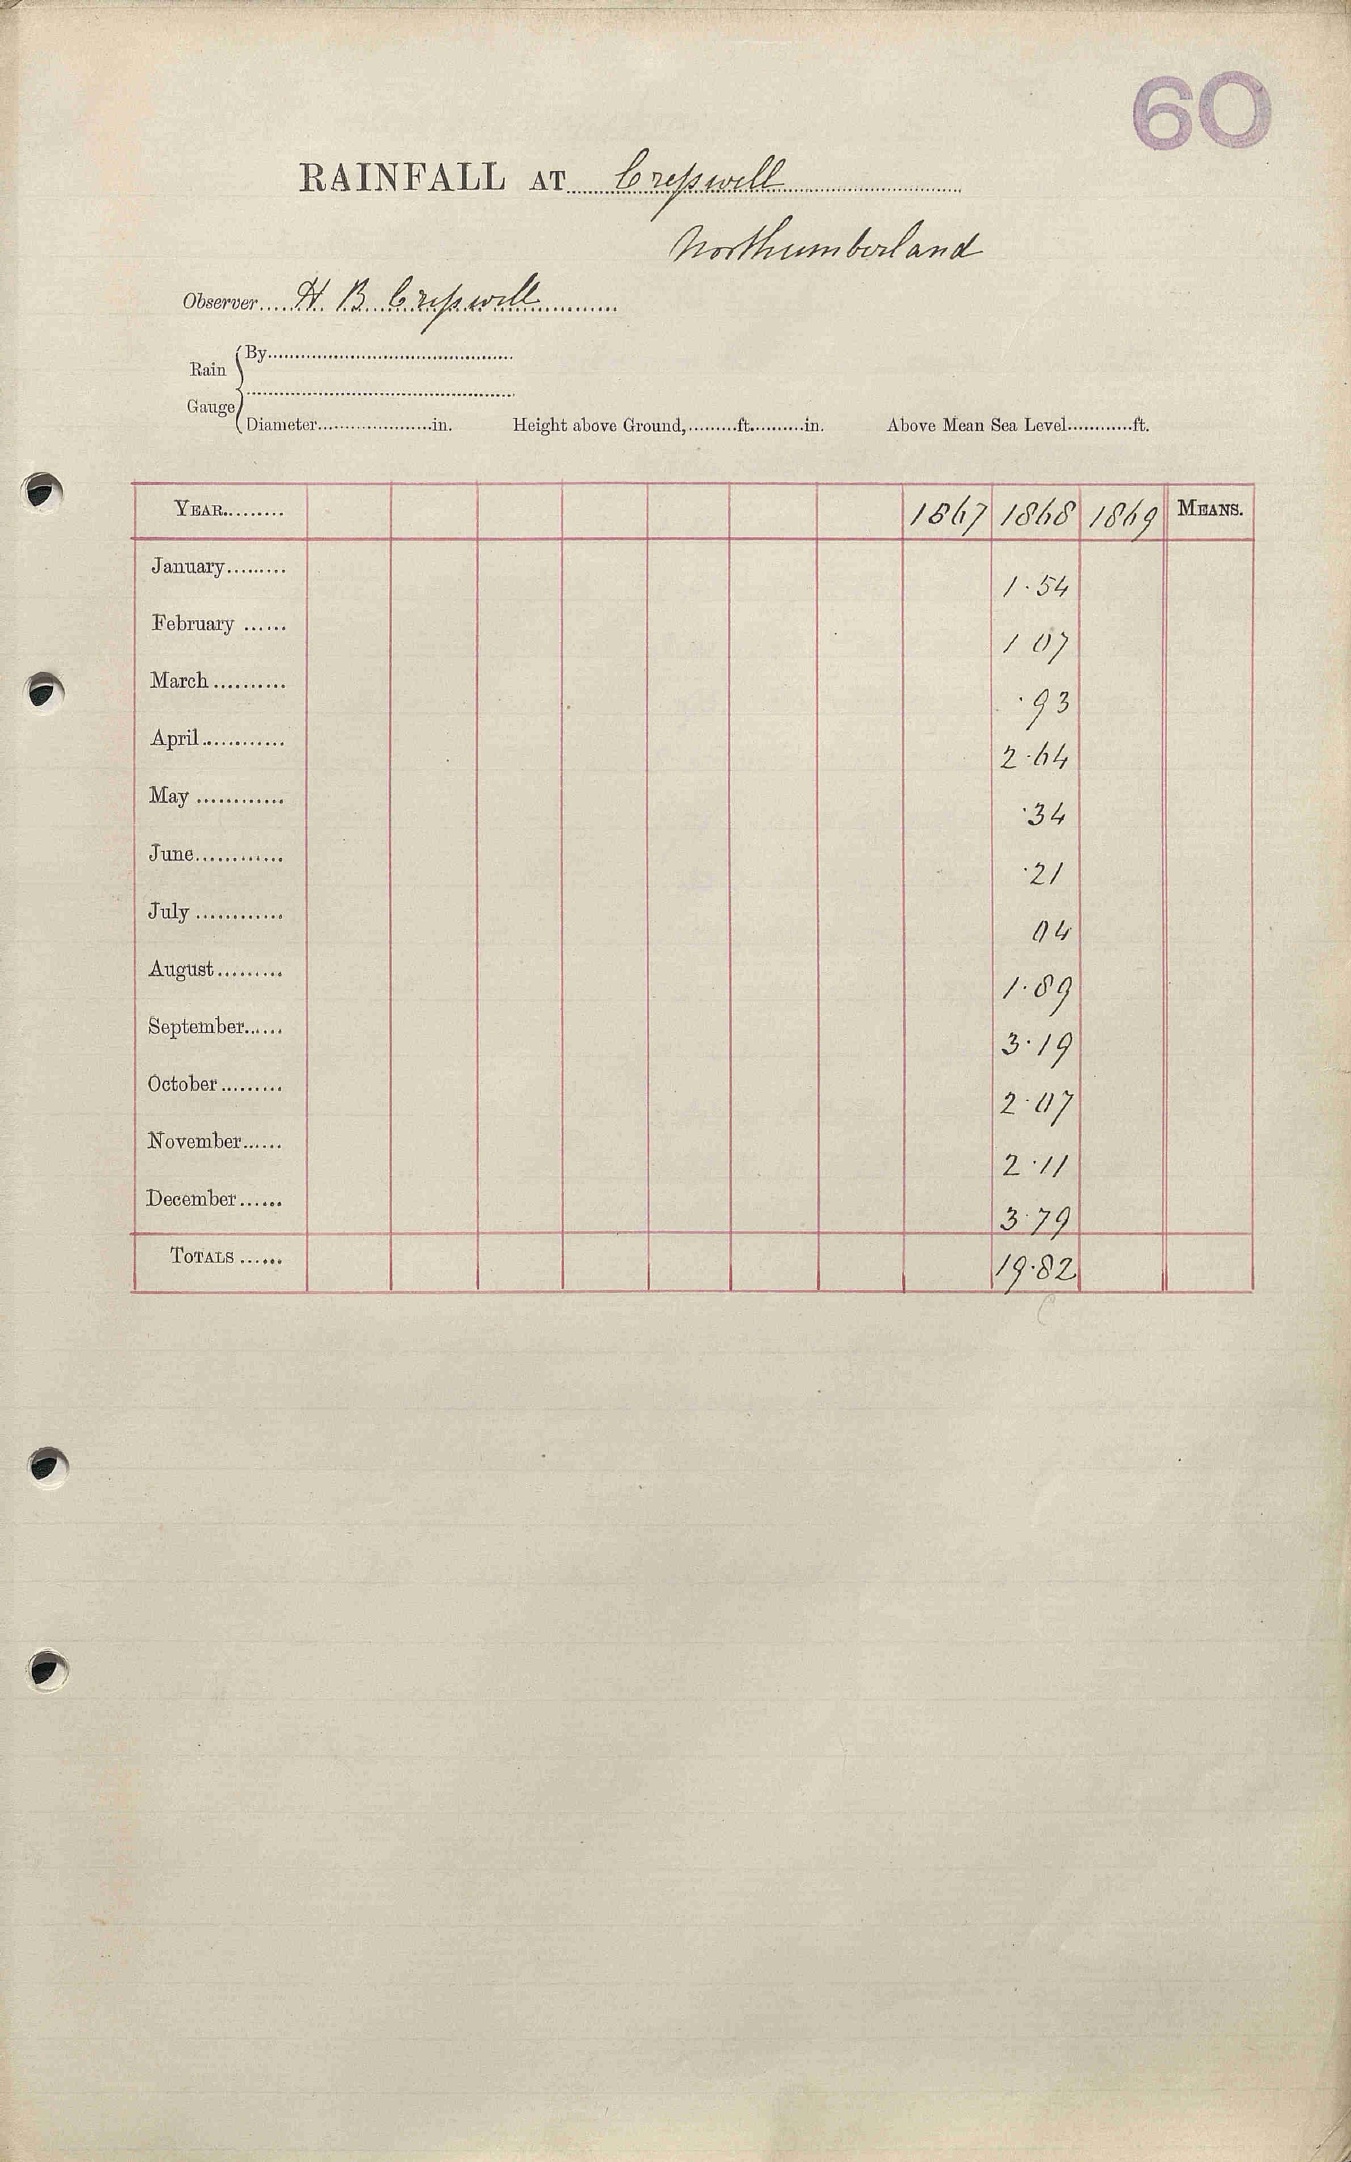 60
RAINFALL AT Creſswell
Northumberland
Observer H B Creſswell
Rain Gauge
By
Diameter in. Height above Ground, ft. in. Above Mean Sea Level ft.
YEAR 1867 1868 1869 MEANS.
January 1.54
February 1 07
March .93
April 2.64
May .34
June .21
July 04
August 1.89
September 3.19
October 2.07
November 2.11
December 3.79
TOTALS 19.82
C